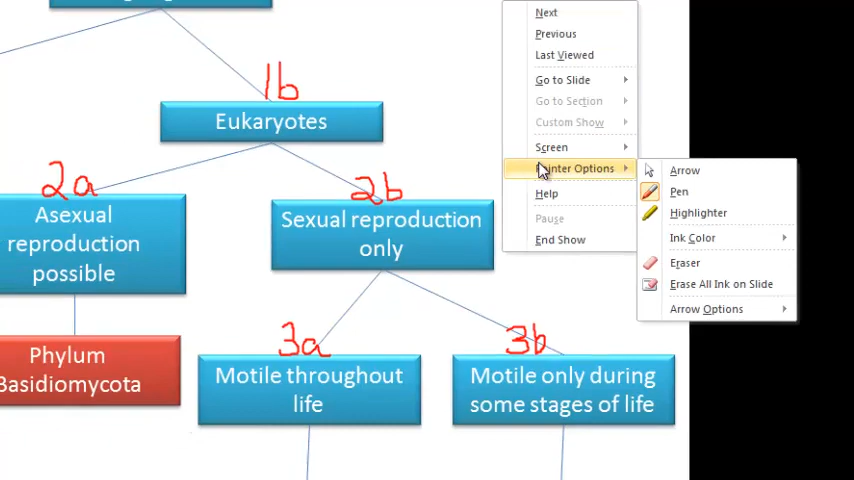 1b
Eukaryotes
2a
2b
Asexual
reproduction
possible
Sexual reproduction
only
Phylum
Basidiomycota
3a
3b
Motile throughout
life
Motile only during
some stages of life
Next
Previous
Last Viewed
Go to Slide
Go to Section
Custom Show
Screen
Pointer Options
Help
Pause
End Show
Arrow
Pen
Highlighter
Ink Color
Eraser
Erase All Ink on Slide
Arrow Options